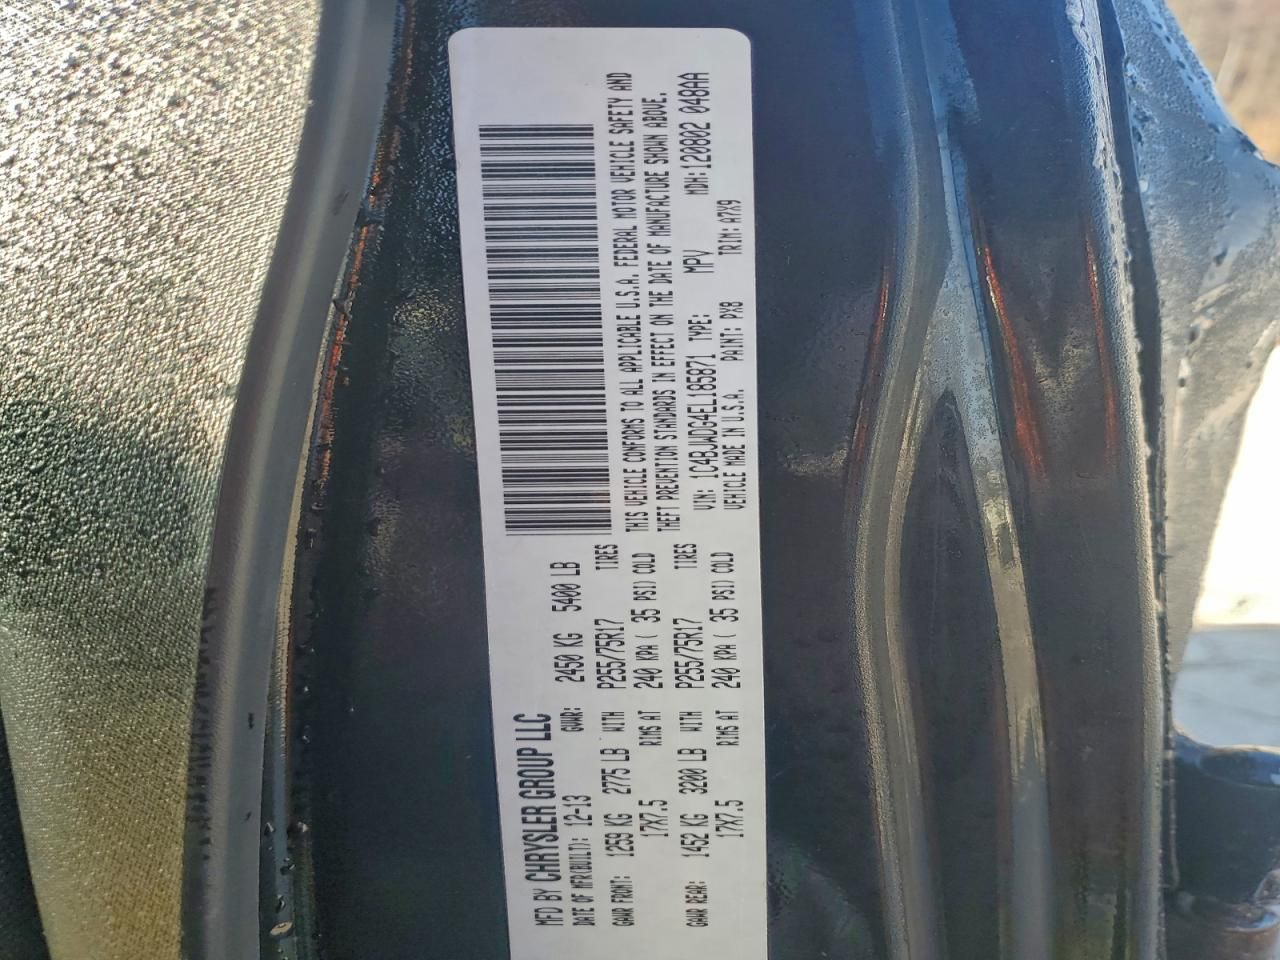 MFD BY CHRYSLER GROUP LLC
DATE OF MFR(BUILT): 12-13 GVWR: 2450 KG 5400 LB
GAWR FRONT: 1259 KG 2775 LB WITH P255/75R17 TIRES
17X7.5 RIMS AT 240 KPA ( 35 PSI) COLD
GAWR REAR: 1452 KG 3200 LB WITH P255/75R17 TIRES
17X7.5 RIMS AT 240 KPA ( 35 PSI) COLD
THIS VEHICLE CONFORMS TO ALL APPLICABLE U.S.A. FEDERAL MOTOR VEHICLE SAFETY AND
THEFT PREVENTION STANDARDS IN EFFECT ON THE DATE OF MANUFACTURE SHOWN ABOVE.
VIN: 1C4BJWDG4EL185871 TYPE: MPV MDH: 120802 048AA
VEHICLE MADE IN U.S.A. PAINT: PX8 TRIM: A7X9